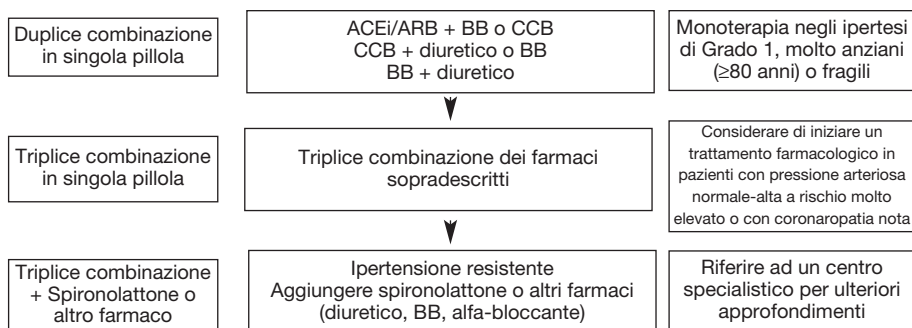 Duplice combinazione
in singola pillola
ACEi/ARB + BB o CCB
CCB + diuretico o BB
BB + diuretico
Monoterapia negli ipertesi
di Grado 1, molto anziani
(≥80 anni) o fragili
Triplice combinazione
in singola pillola
Triplice combinazione dei farmaci
sopradescritti
Considerare di iniziare un
trattamento farmacologico in
pazienti con pressione arteriosa
normale-alta a rischio molto
elevato o con coronaropatia nota
Triplice combinazione
+ Spironolattone o
altro farmaco
Ipertensione resistente
Aggiungere spironolattone o altri farmaci
(diuretico, BB, alfa-bloccante)
Riferire ad un centro
specialistico per ulteriori
approfondimenti